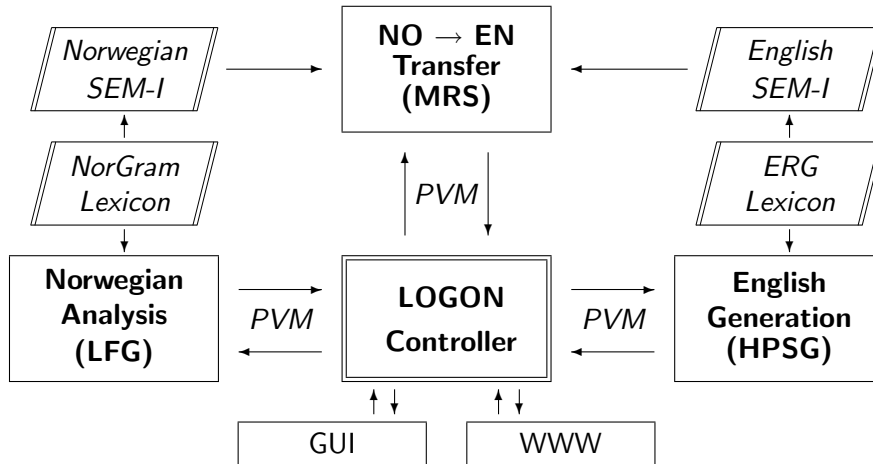 Norwegian
SEM-I
NO → EN
Transfer
(MRS)
English
SEM-I
NorGram
Lexicon
PVM
ERG
Lexicon
Norwegian
Analysis
(LFG)
PVM
LOGON
Controller
PVM
English
Generation
(HPSG)
GUI
WWW